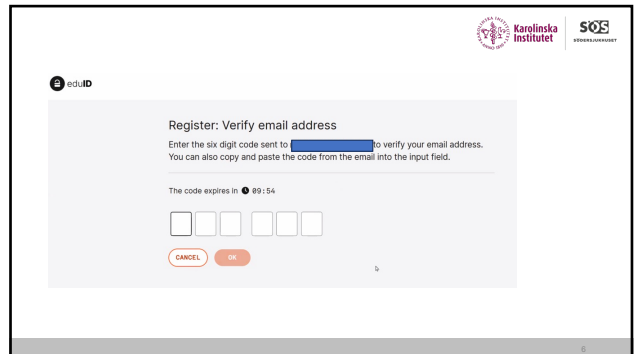 Karolinska
Institutet
SÖS
SÖDERSJUKHUSET
eduID
Register: Verify email address
Enter the six digit code sent to to verify your email address.
You can also copy and paste the code from the email into the input field.
The code expires in 09:54
CANCEL OK
6